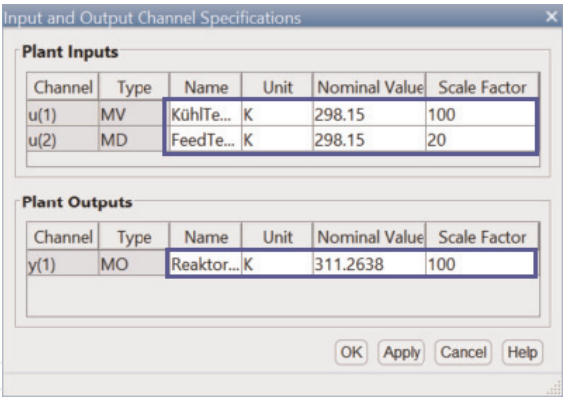 Input and Output Channel Specifications
Plant Inputs
Channel Type Name Unit Nominal Value Scale Factor
u(1) MV KühlTe... K 298.15 100
u(2) MD FeedTe... K 298.15 20
Plant Outputs
Channel Type Name Unit Nominal Value Scale Factor
y(1) MO Reaktor... K 311.2638 100
OK Apply Cancel Help